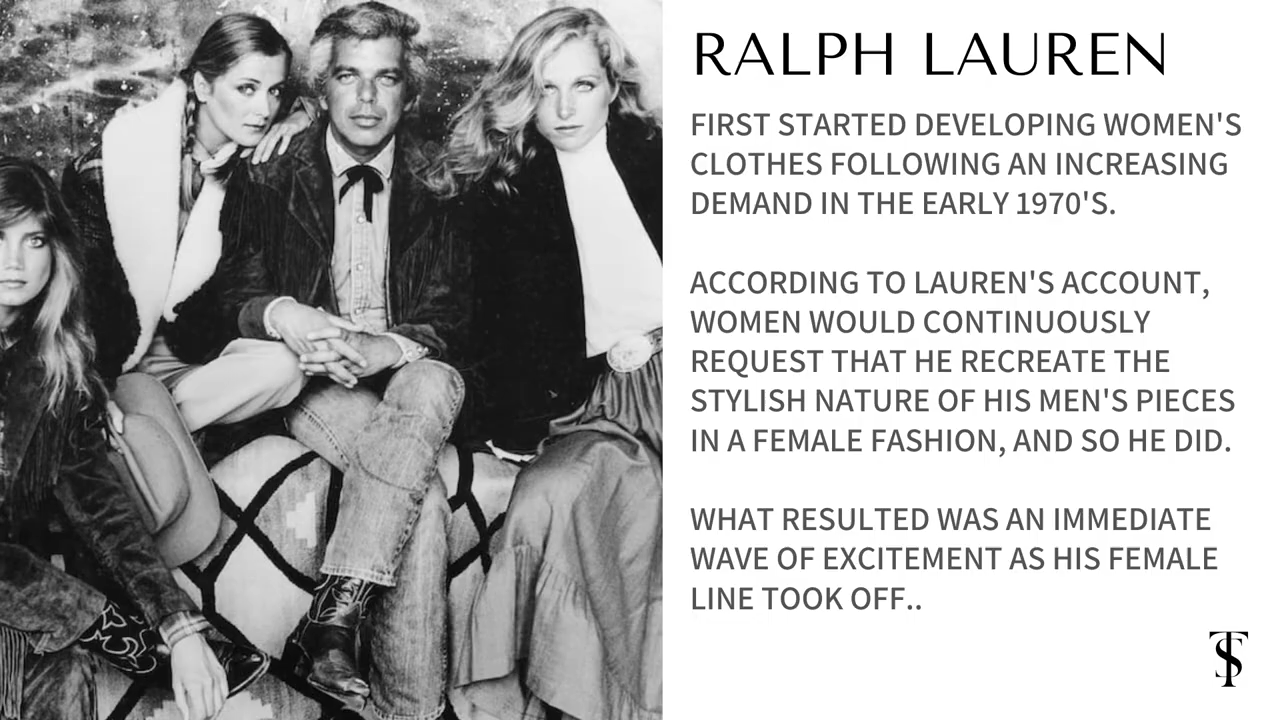 RALPH LAUREN
FIRST STARTED DEVELOPING WOMEN'S
CLOTHES FOLLOWING AN INCREASING
DEMAND IN THE EARLY 1970'S.
ACCORDING TO LAUREN'S ACCOUNT,
WOMEN WOULD CONTINUOUSLY
REQUEST THAT HE RECREATE THE
STYLISH NATURE OF HIS MEN'S PIECES
IN A FEMALE FASHION, AND SO HE DID.
WHAT RESULTED WAS AN IMMEDIATE
WAVE OF EXCITEMENT AS HIS FEMALE
LINE TOOK OFF..
TS